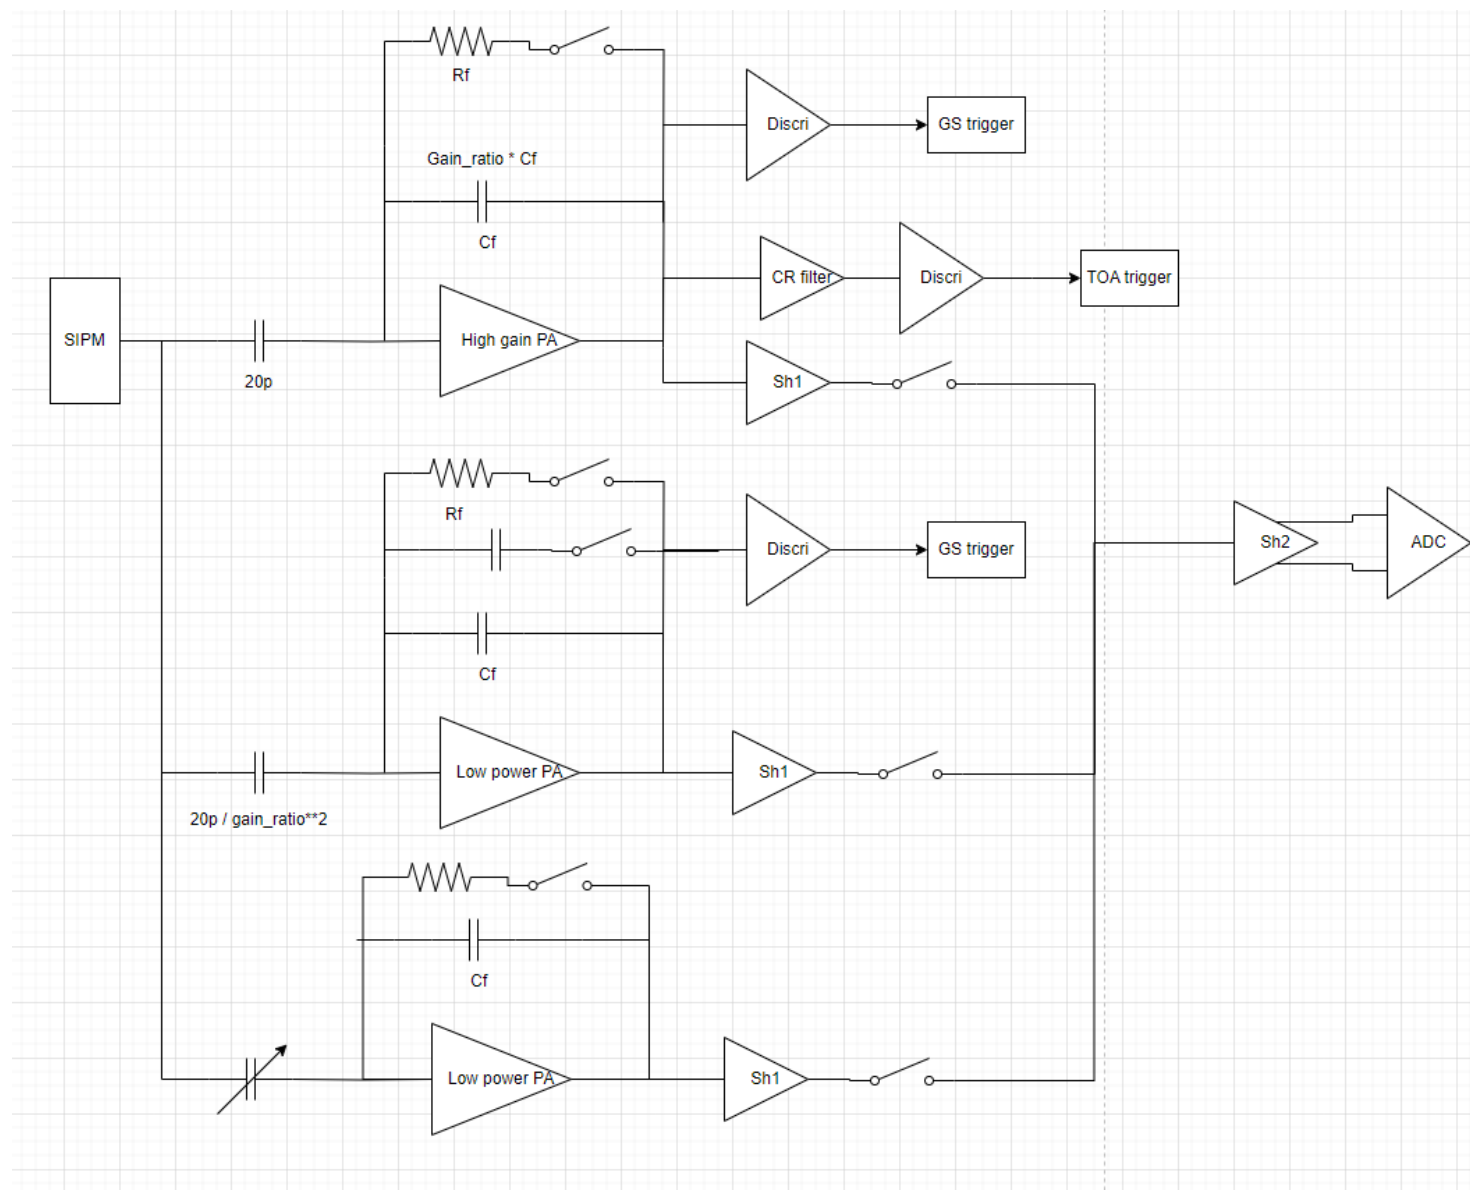 Rf
Discri
GS trigger
Gain_ratio * Cf
Cf
CR filter
Discri
TOA trigger
SIPM
High gain PA
20p
Sh1
Rf
Discri
GS trigger
Sh2
ADC
Cf
Low power PA
Sh1
20p / gain_ratio**2
Cf
Low power PA
Sh1